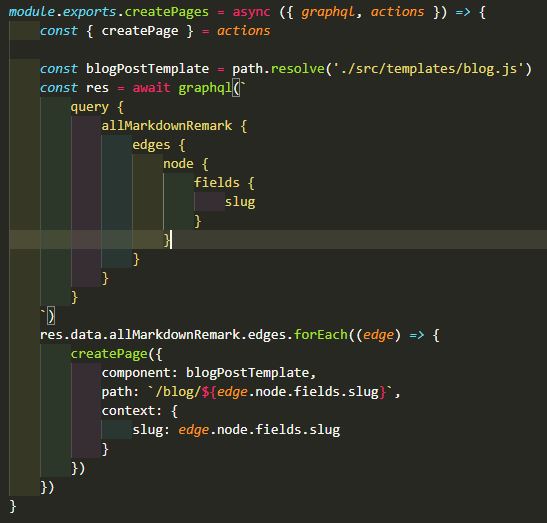 module.exports.createPages = async ({ graphql, actions }) => {
    const { createPage } = actions

    const blogPostTemplate = path.resolve('./src/templates/blog.js')
    const res = await graphql(`
        query {
            allMarkdownRemark {
                edges {
                    node {
                        fields {
                            slug
                        }
                    }
                }
            }
        }
    `)
    res.data.allMarkdownRemark.edges.forEach((edge) => {
        createPage({
            component: blogPostTemplate,
            path: `/blog/${edge.node.fields.slug}`,
            context: {
                slug: edge.node.fields.slug
            }
        })
    })
}